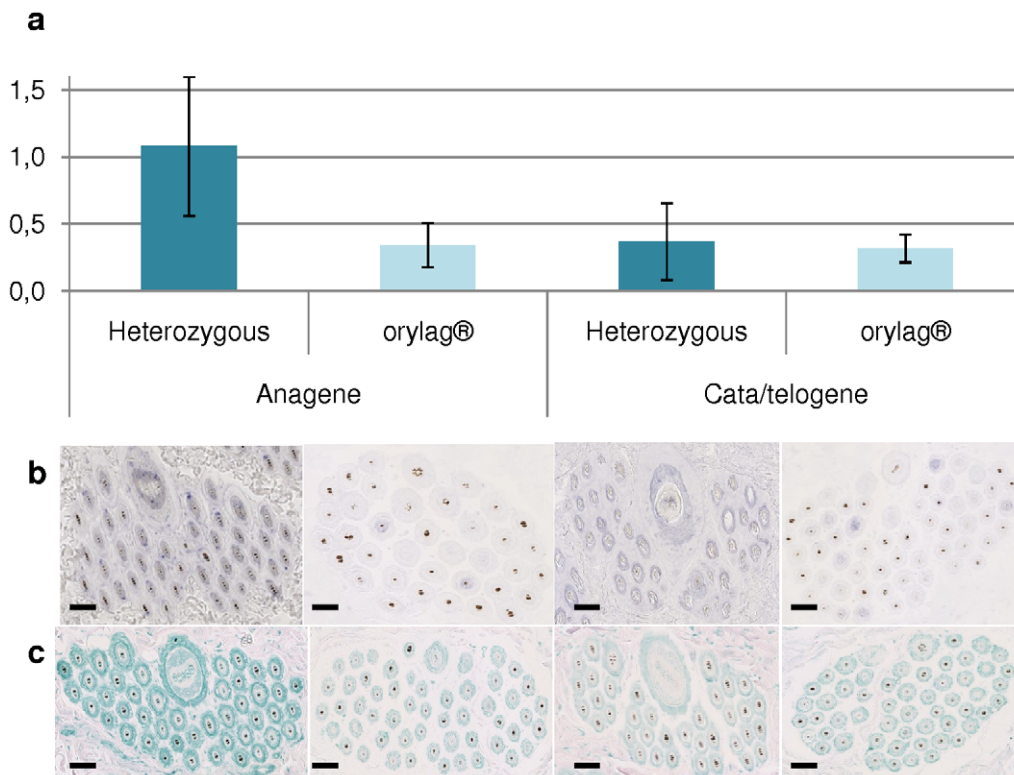 a
1,5
1,0
0,5
0,0
Heterozygous orylag® Heterozygous orylag®
Anagene Cata/telogene
b
c